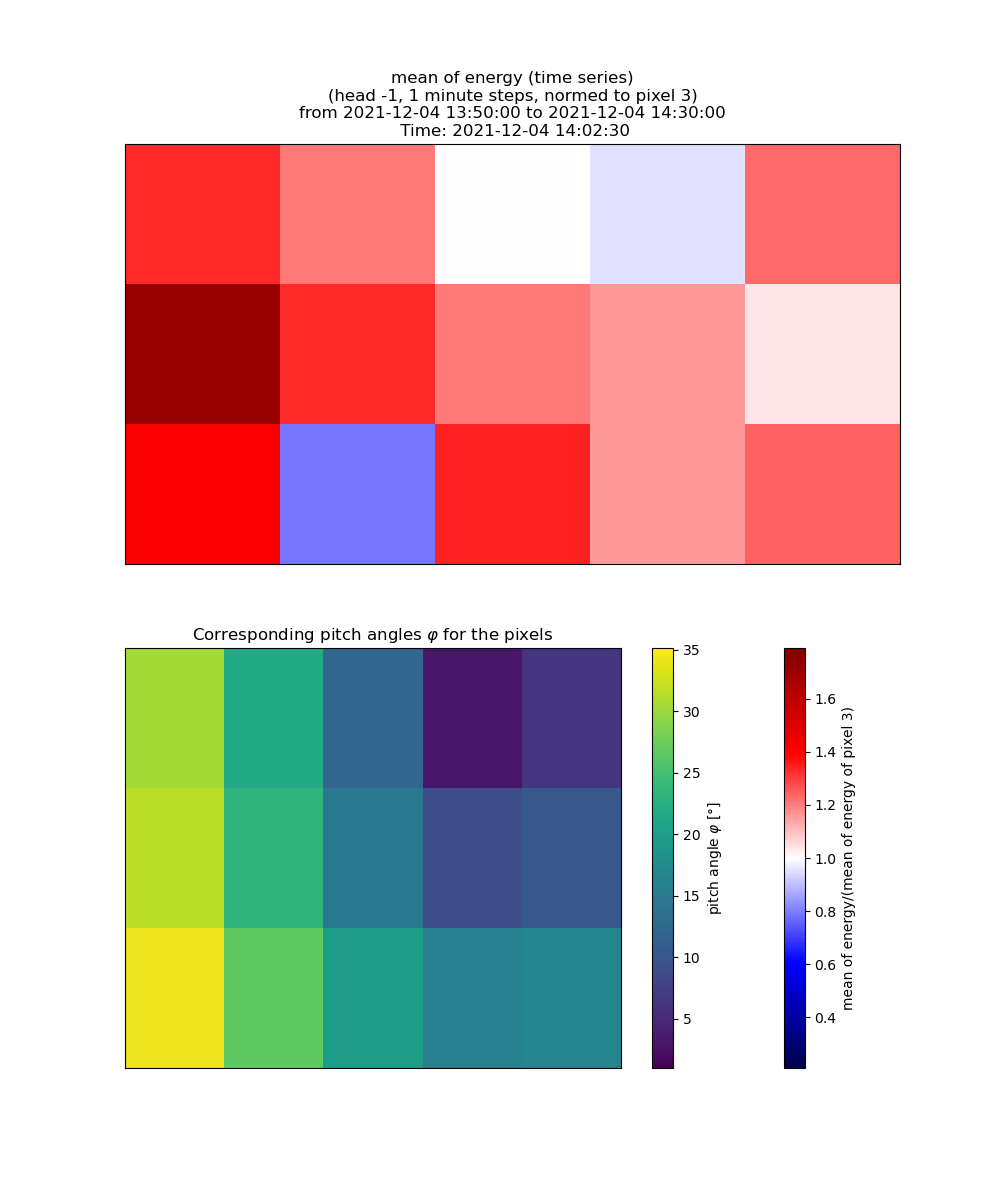 mean of energy (time series)
(head -1, 1 minute steps, normed to pixel 3)
from 2021-12-04 13:50:00 to 2021-12-04 14:30:00
Time: 2021-12-04 14:02:30
Corresponding pitch angles φ for the pixels
35
30
25
20
15
10
5
pitch angle φ [°]
1.6
1.4
1.2
1.0
0.8
0.6
0.4
mean of energy/(mean of energy of pixel 3)